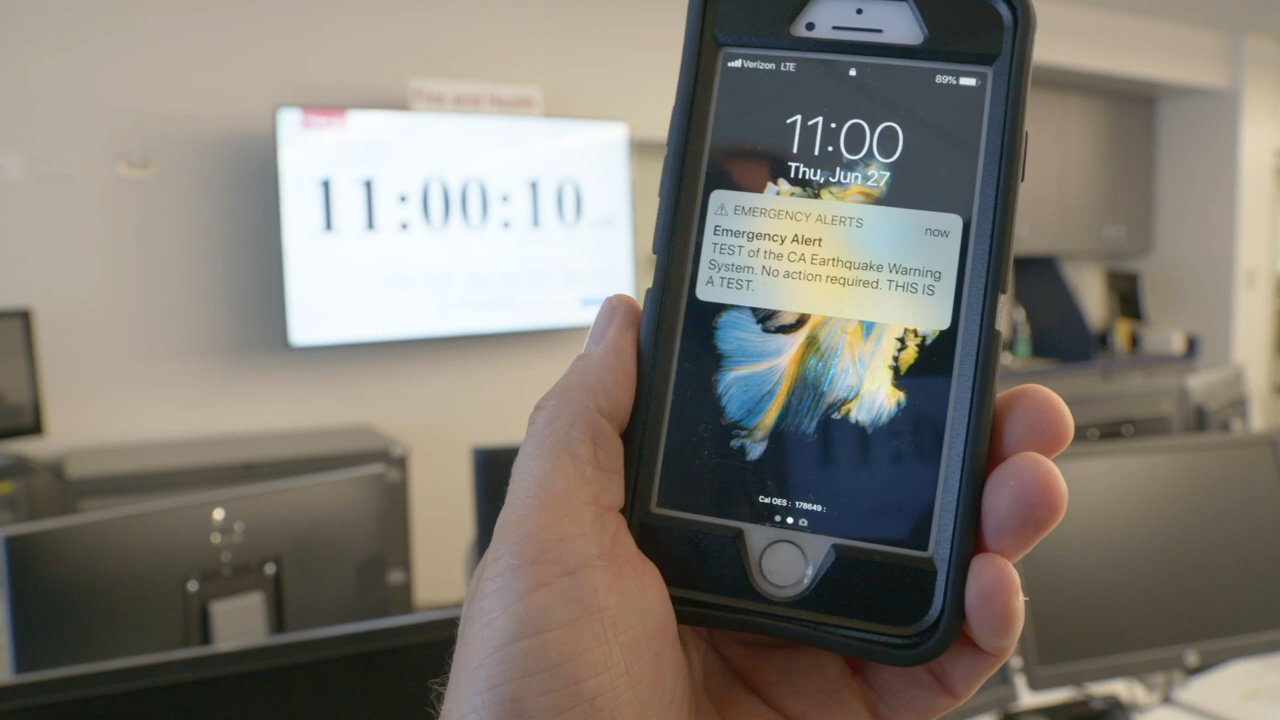 11:00:10
Verizon LTE
89%
11:00
Thu, Jun 27
EMERGENCY ALERTS
now
Emergency Alert
TEST of the CA Earthquake Warning
System. No action required. THIS IS
A TEST.
Cal OES : 178649 :